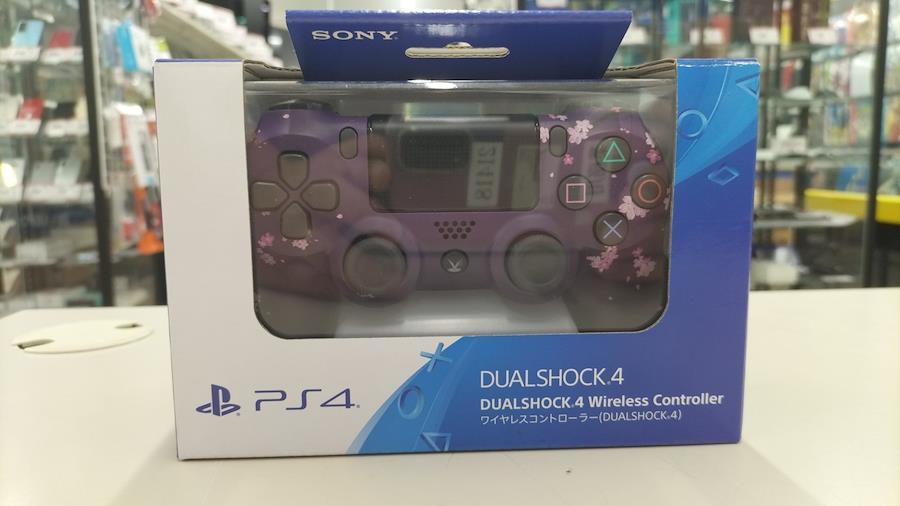 SONY
PS4
DUALSHOCK®4
DUALSHOCK®4 Wireless Controller
ワイヤレスコントローラー(DUALSHOCK®4)